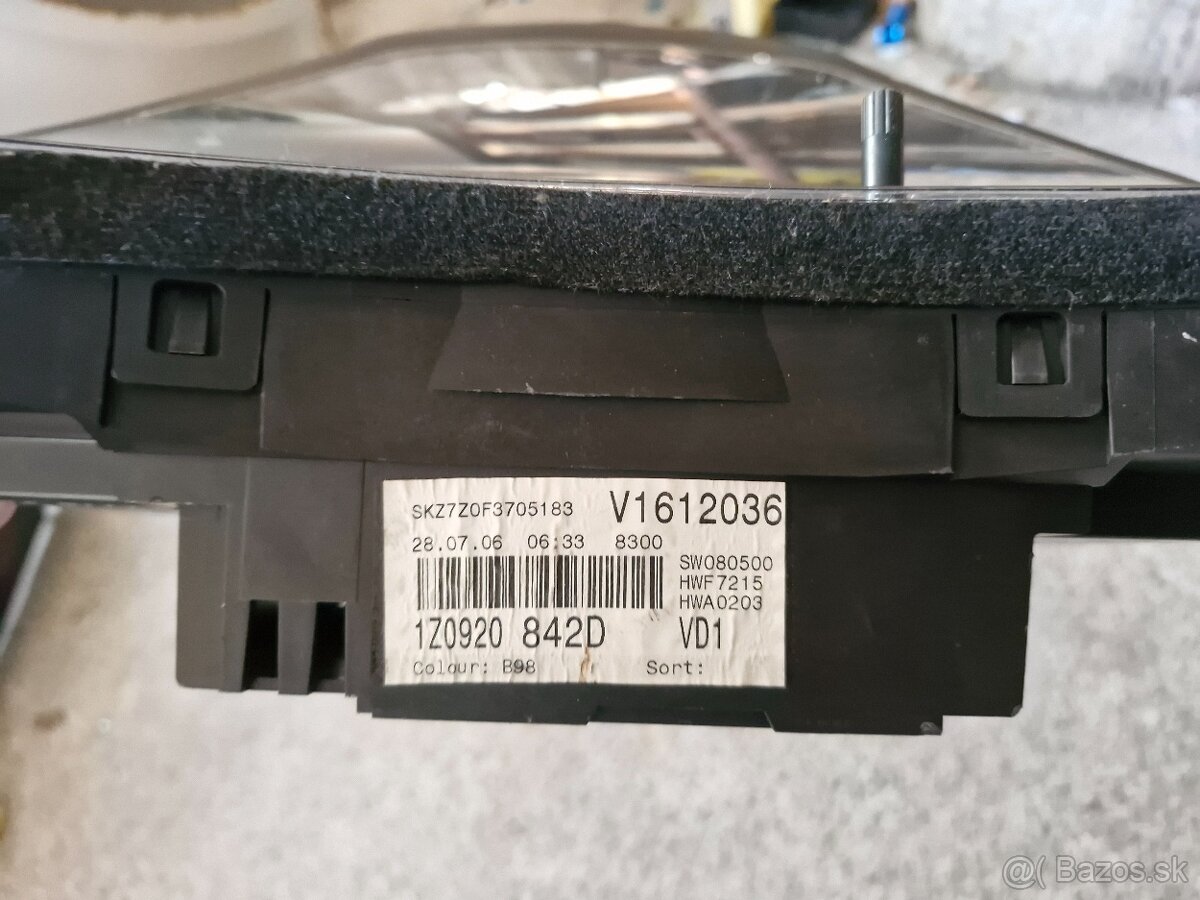 SKZ7Z0F3705183 V1612036
28.07.06 06:33 8300
SW080500
HWF7215
HWA0203
1Z0920 842D VD1
Colour: B98 Sort:
@( Bazos.sk